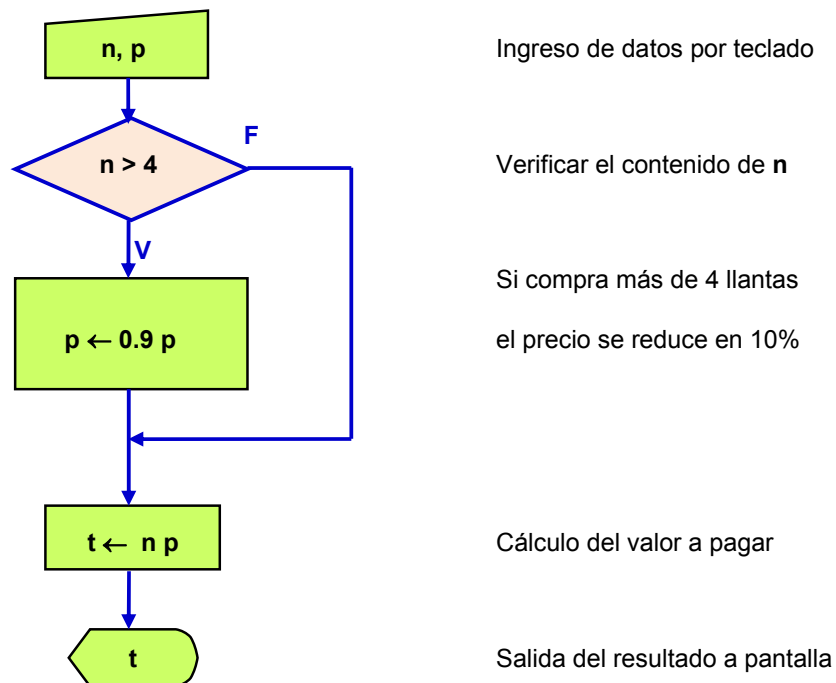 n, p
Ingreso de datos por teclado
F
n > 4
Verificar el contenido de n
V
Si compra más de 4 llantas
p ← 0.9 p
el precio se reduce en 10%
t ← n p
Cálculo del valor a pagar
t
Salida del resultado a pantalla